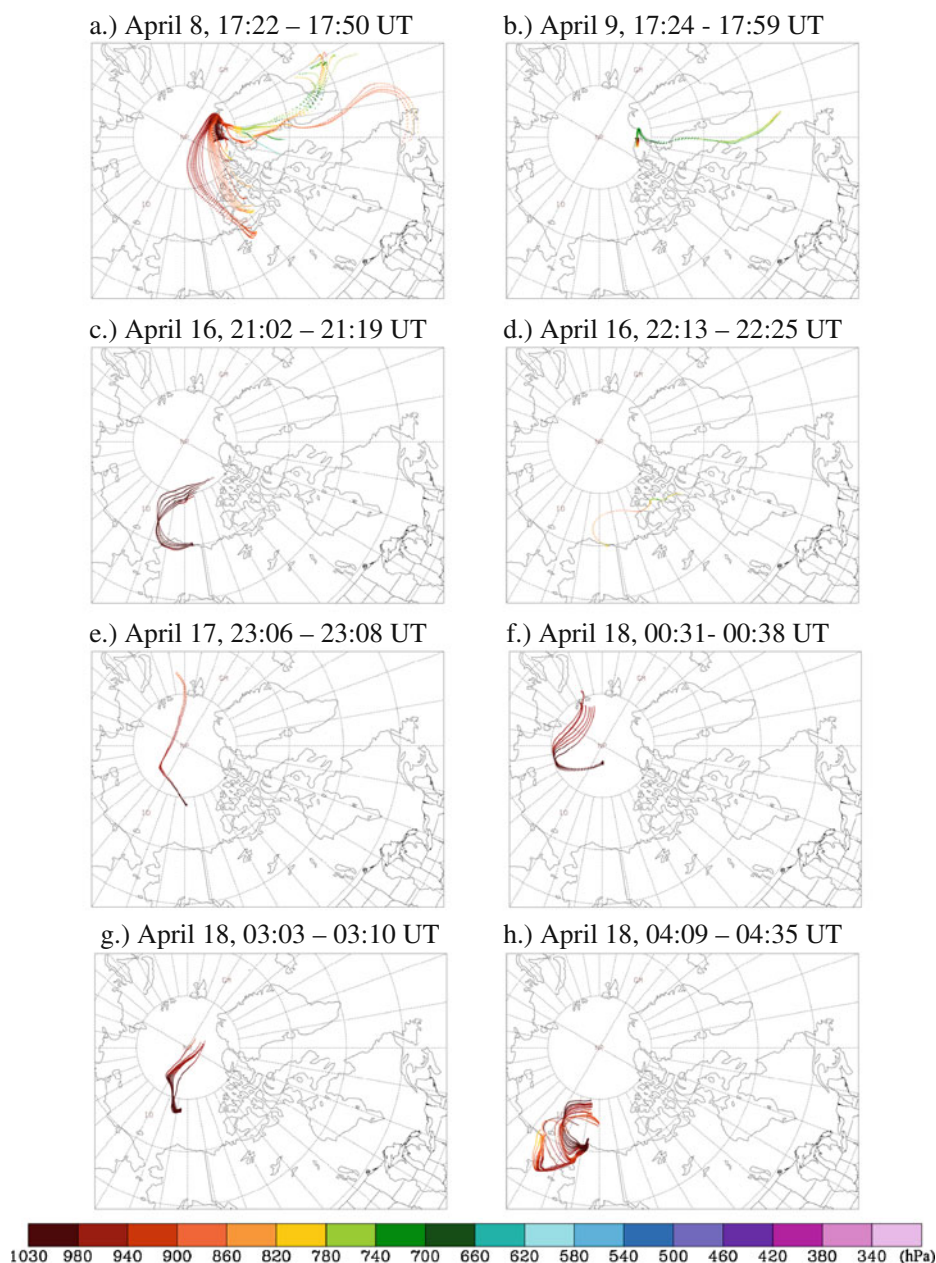 a.) April 8, 17:22 – 17:50 UT
b.) April 9, 17:24 - 17:59 UT
c.) April 16, 21:02 – 21:19 UT
d.) April 16, 22:13 – 22:25 UT
e.) April 17, 23:06 – 23:08 UT
f.) April 18, 00:31- 00:38 UT
g.) April 18, 03:03 – 03:10 UT
h.) April 18, 04:09 – 04:35 UT
1030 980 940 900 860 820 780 740 700 660 620 580 540 500 460 420 380 340 (hPa)